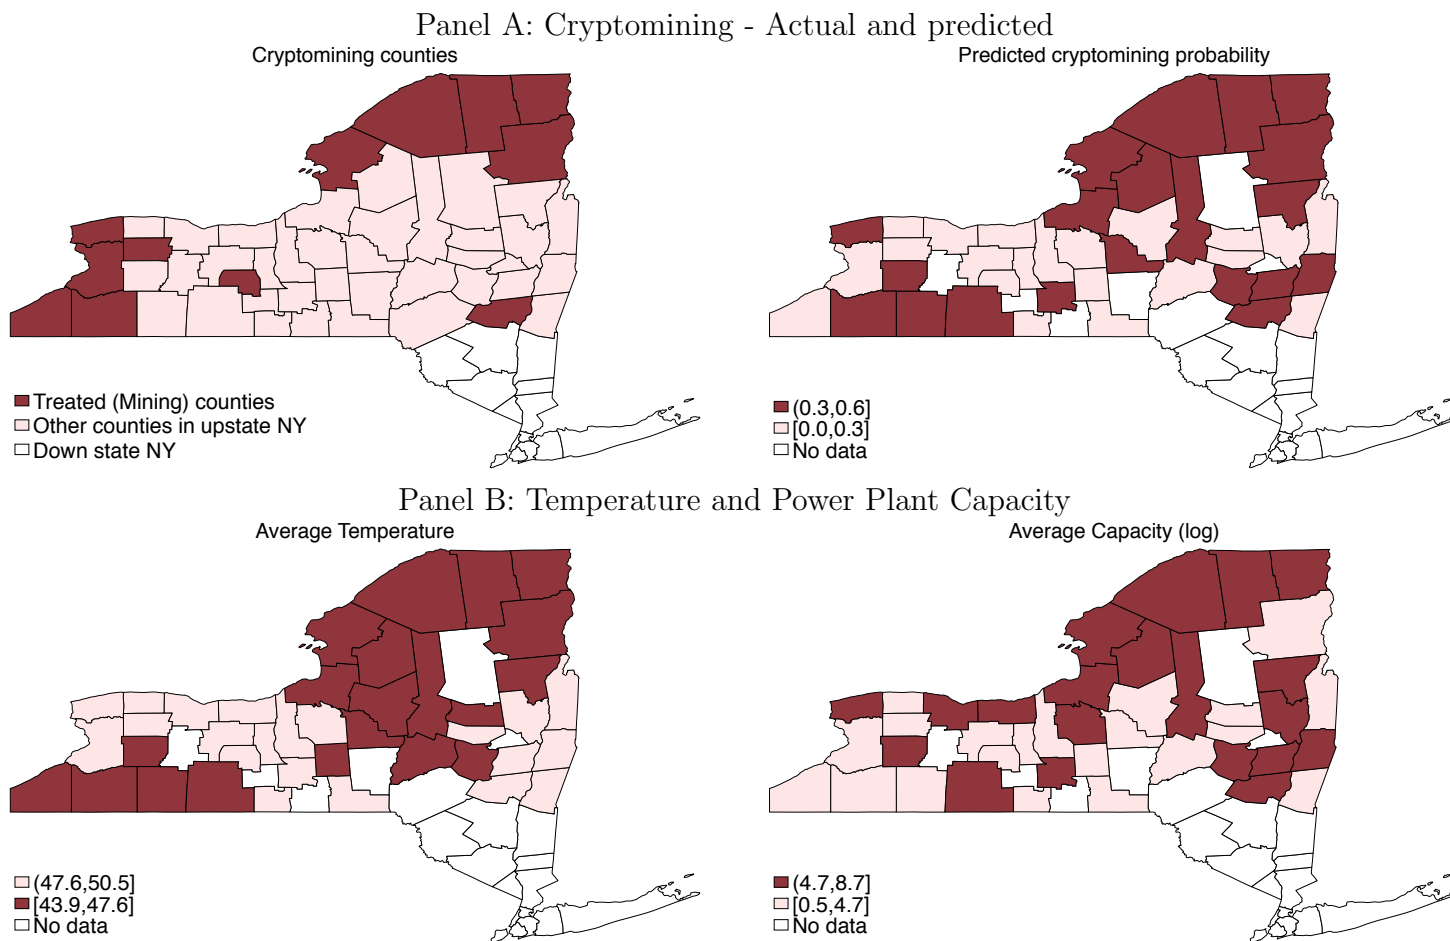 Panel A: Cryptomining - Actual and predicted
Cryptomining counties
Predicted cryptomining probability
Treated (Mining) counties
Other counties in upstate NY
Down state NY
(0.3,0.6]
[0.0,0.3]
No data
Panel B: Temperature and Power Plant Capacity
Average Temperature
Average Capacity (log)
(47.6,50.5]
[43.9,47.6]
No data
(4.7,8.7]
[0.5,4.7]
No data